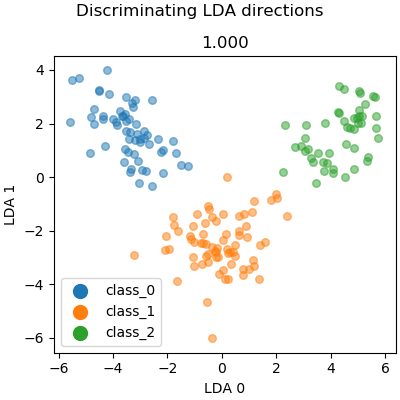 Discriminating LDA directions
1.000
LDA 1
4
2
0
−2
−4
−6
class_0
class_1
class_2
−6
−4
−2
0
2
4
6
LDA 0